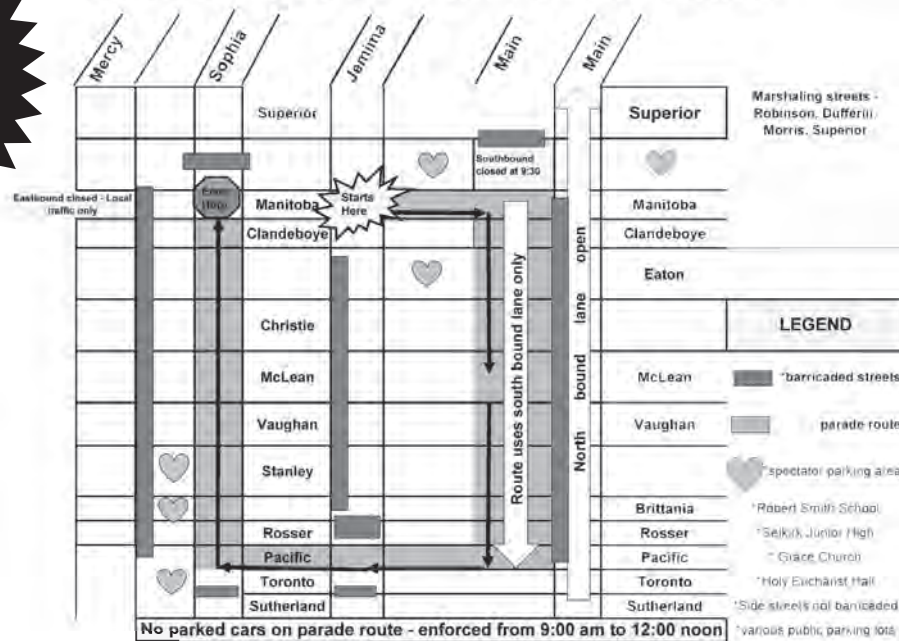 Mercy
Sophia
Jemima
Main
Main
Superior
Superior
Marshaling streets -
Robinson, Dufferin
Morris, Superior
Southbound
closed at 9:30
Eastbound closed - Local
traffic only
Ends
Here
Manitoba
Starts
Here
Manitoba
Clandeboye
Clandeboye
Eaton
Christie
LEGEND
McLean
McLean
*barricaded streets
Vaughan
Vaughan
parade route
Route uses south bound lane only
North bound lane open
Stanley
*spectator parking area
Brittania
*Robert Smith School
Rosser
Rosser
*Selkirk Junior High
Pacific
Pacific
* Grace Church
Toronto
Toronto
*Holy Eucharist Hall
Sutherland
Sutherland
*Side streets not barricaded
No parked cars on parade route - enforced from 9:00 am to 12:00 noon
*various public parking lots